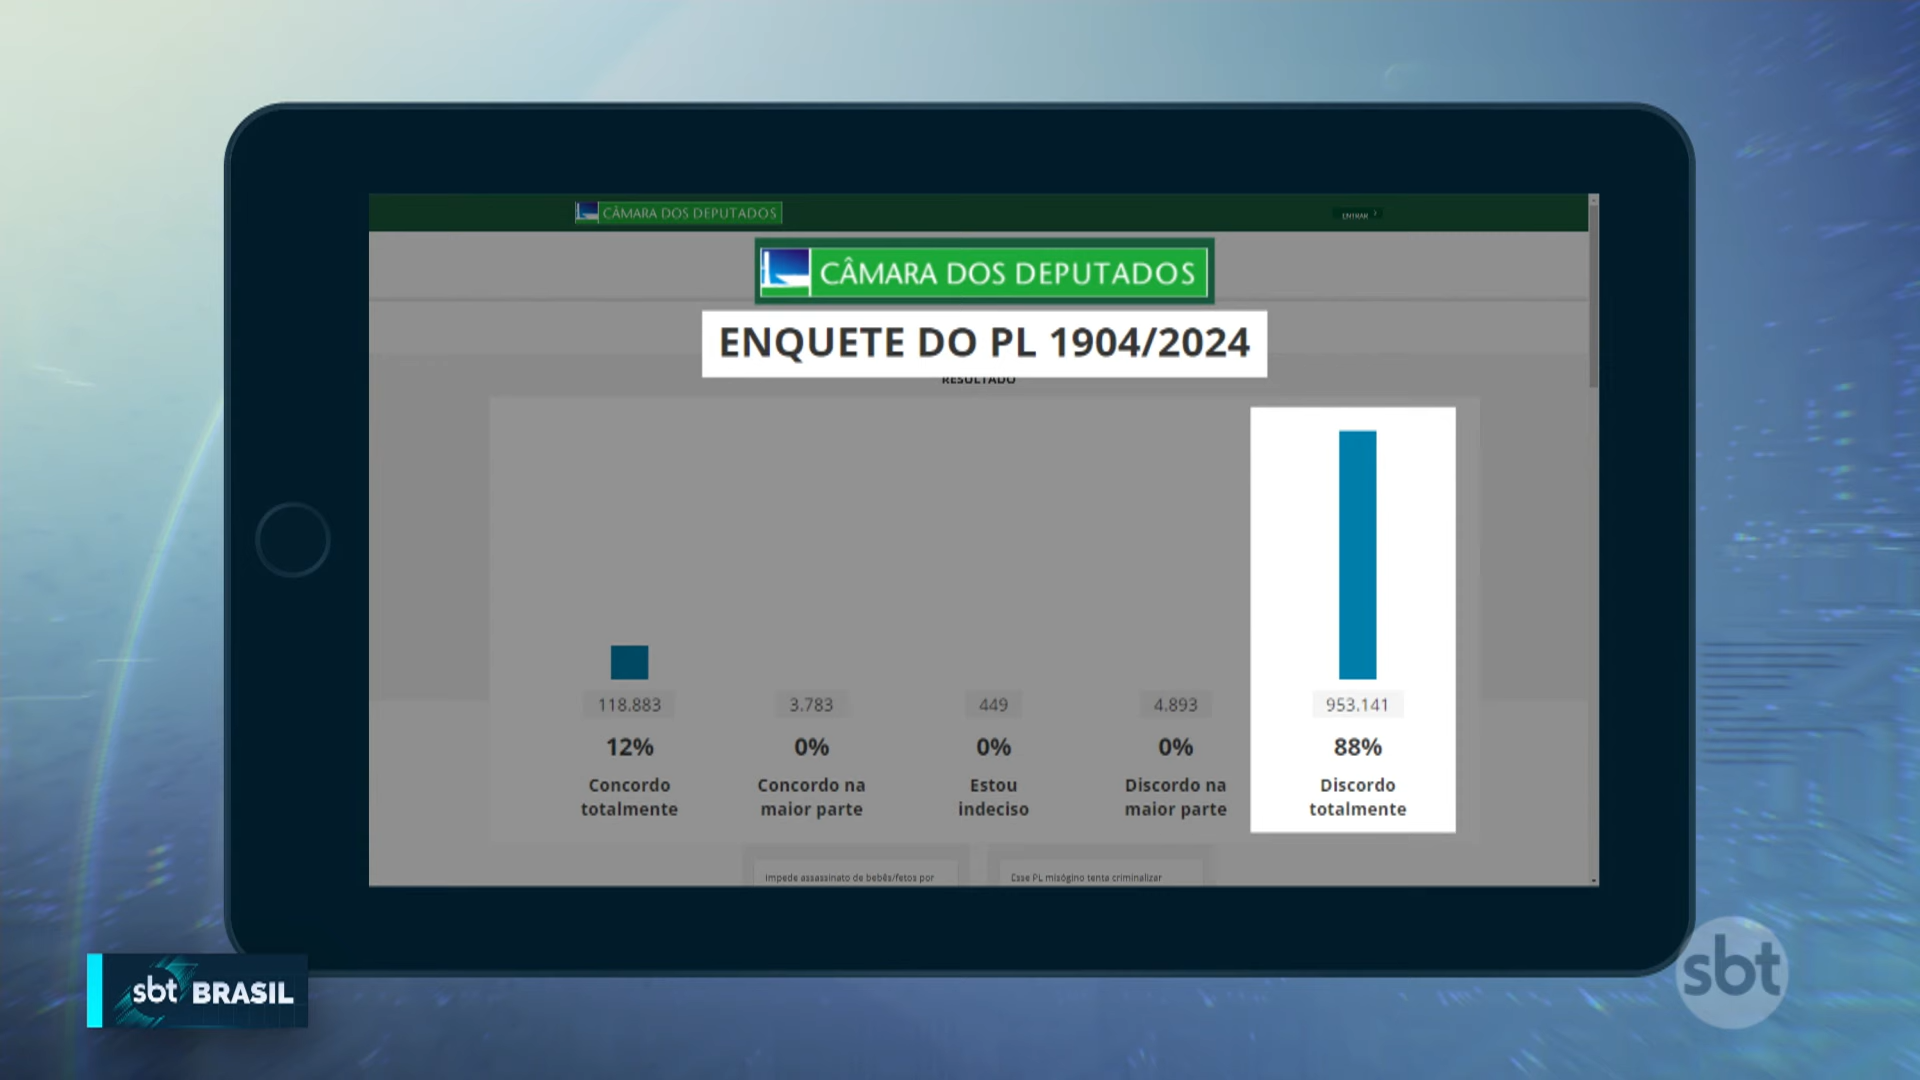 CÂMARA DOS DEPUTADOS
ENTRAR
CÂMARA DOS DEPUTADOS
ENQUETE DO PL 1904/2024
RESULTADO
118.883
3.783
449
4.893
953.141
12%
0%
0%
0%
88%
Concordo totalmente
Concordo na maior parte
Estou indeciso
Discordo na maior parte
Discordo totalmente
Impede assassinato de bebês/fetos por
Esse PL misógino tenta criminalizar
sbt BRASIL
sbt